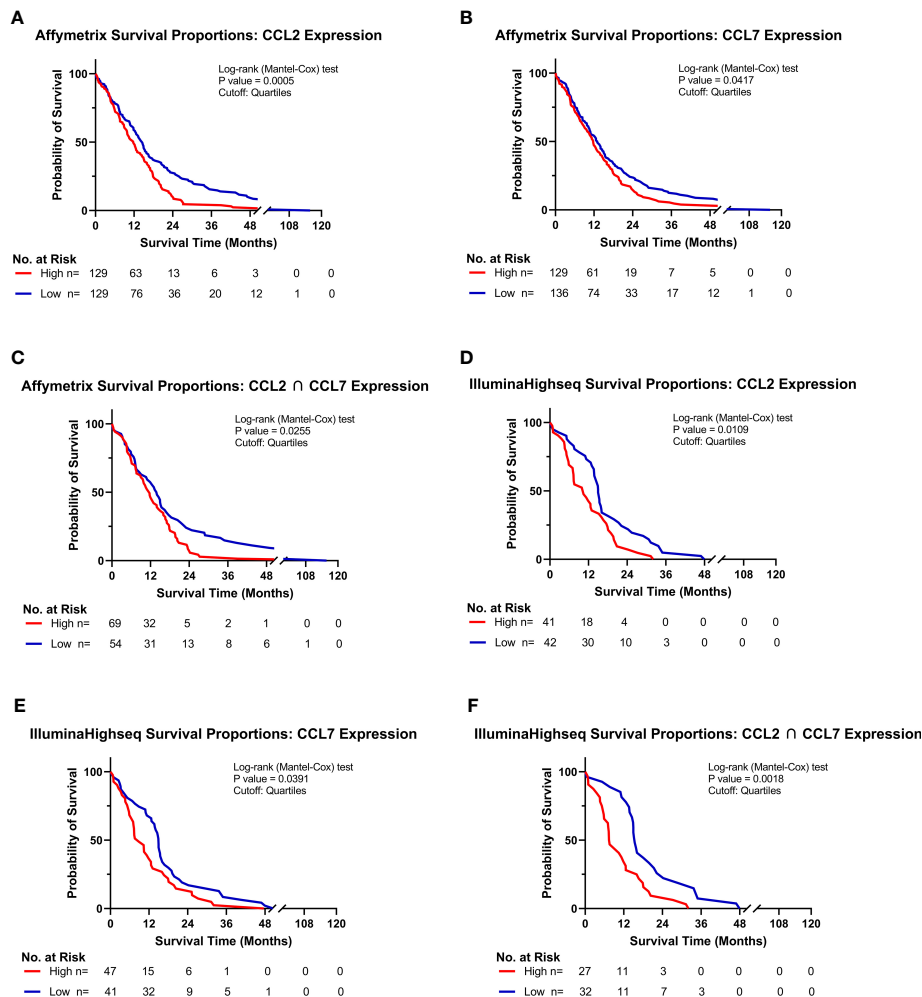 A
Affymetrix Survival Proportions: CCL2 Expression
Log-rank (Mantel-Cox) test
P value = 0.0005
Cutoff: Quartiles
Probability of Survival
100
50
0
0 12 24 36 48 108 120
Survival Time (Months)
No. at Risk
High n= 129 63 13 6 3 0 0
Low n= 129 76 36 20 12 1 0
B
Affymetrix Survival Proportions: CCL7 Expression
Log-rank (Mantel-Cox) test
P value = 0.0417
Cutoff: Quartiles
Probability of Survival
100
50
0
0 12 24 36 48 108 120
Survival Time (Months)
No. at Risk
High n= 129 61 19 7 5 0 0
Low n= 136 74 33 17 12 1 0
C
Affymetrix Survival Proportions: CCL2 ∩ CCL7 Expression
Log-rank (Mantel-Cox) test
P value = 0.0255
Cutoff: Quartiles
Probability of Survival
100
50
0
0 12 24 36 48 108 120
Survival Time (Months)
No. at Risk
High n= 69 32 5 2 1 0 0
Low n= 54 31 13 8 6 1 0
D
IlluminaHighseq Survival Proportions: CCL2 Expression
Log-rank (Mantel-Cox) test
P value = 0.0109
Cutoff: Quartiles
Probability of Survival
100
50
0
0 12 24 36 48 108 120
Survival Time (Months)
No. at Risk
High n= 41 18 4 0 0 0 0
Low n= 42 30 10 3 0 0 0
E
IlluminaHighseq Survival Proportions: CCL7 Expression
Log-rank (Mantel-Cox) test
P value = 0.0391
Cutoff: Quartiles
Probability of Survival
100
50
0
0 12 24 36 48 108 120
Survival Time (Months)
No. at Risk
High n= 47 15 6 1 0 0 0
Low n= 41 32 9 5 1 0 0
F
IlluminaHighseq Survival Proportions: CCL2 ∩ CCL7 Expression
Log-rank (Mantel-Cox) test
P value = 0.0018
Cutoff: Quartiles
Probability of Survival
100
50
0
0 12 24 36 48 108 120
Survival Time (Months)
No. at Risk
High n= 27 11 3 0 0 0 0
Low n= 32 11 7 3 0 0 0